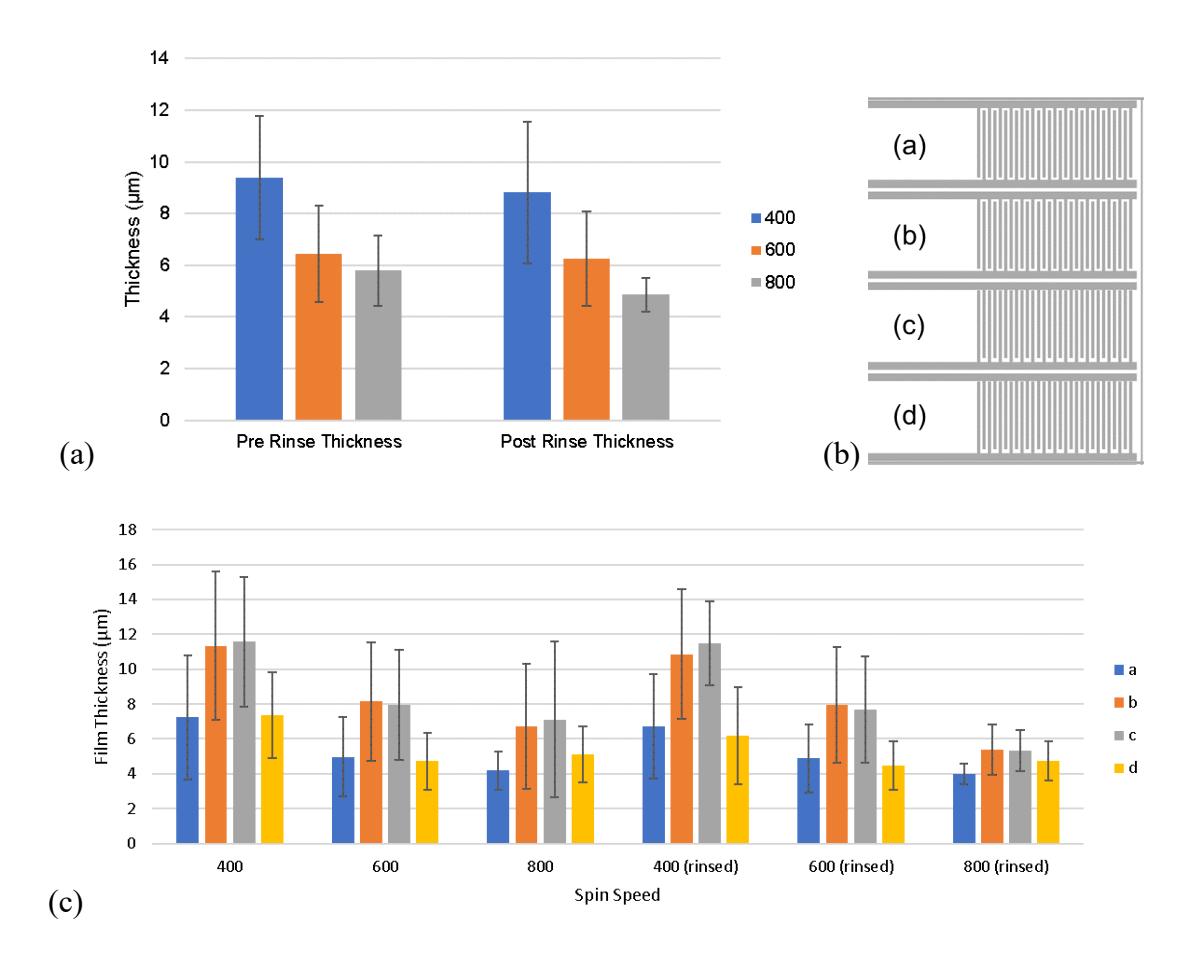 14
12
10
8
6
4
2
0
Thickness (µm)
Pre Rinse Thickness
Post Rinse Thickness
400
600
800
(a)
(a)
(b)
(c)
(d)
(b)
18
16
14
12
10
8
6
4
2
0
Film Thickness (µm)
400
600
800
400 (rinsed)
600 (rinsed)
800 (rinsed)
Spin Speed
a
b
c
d
(c)